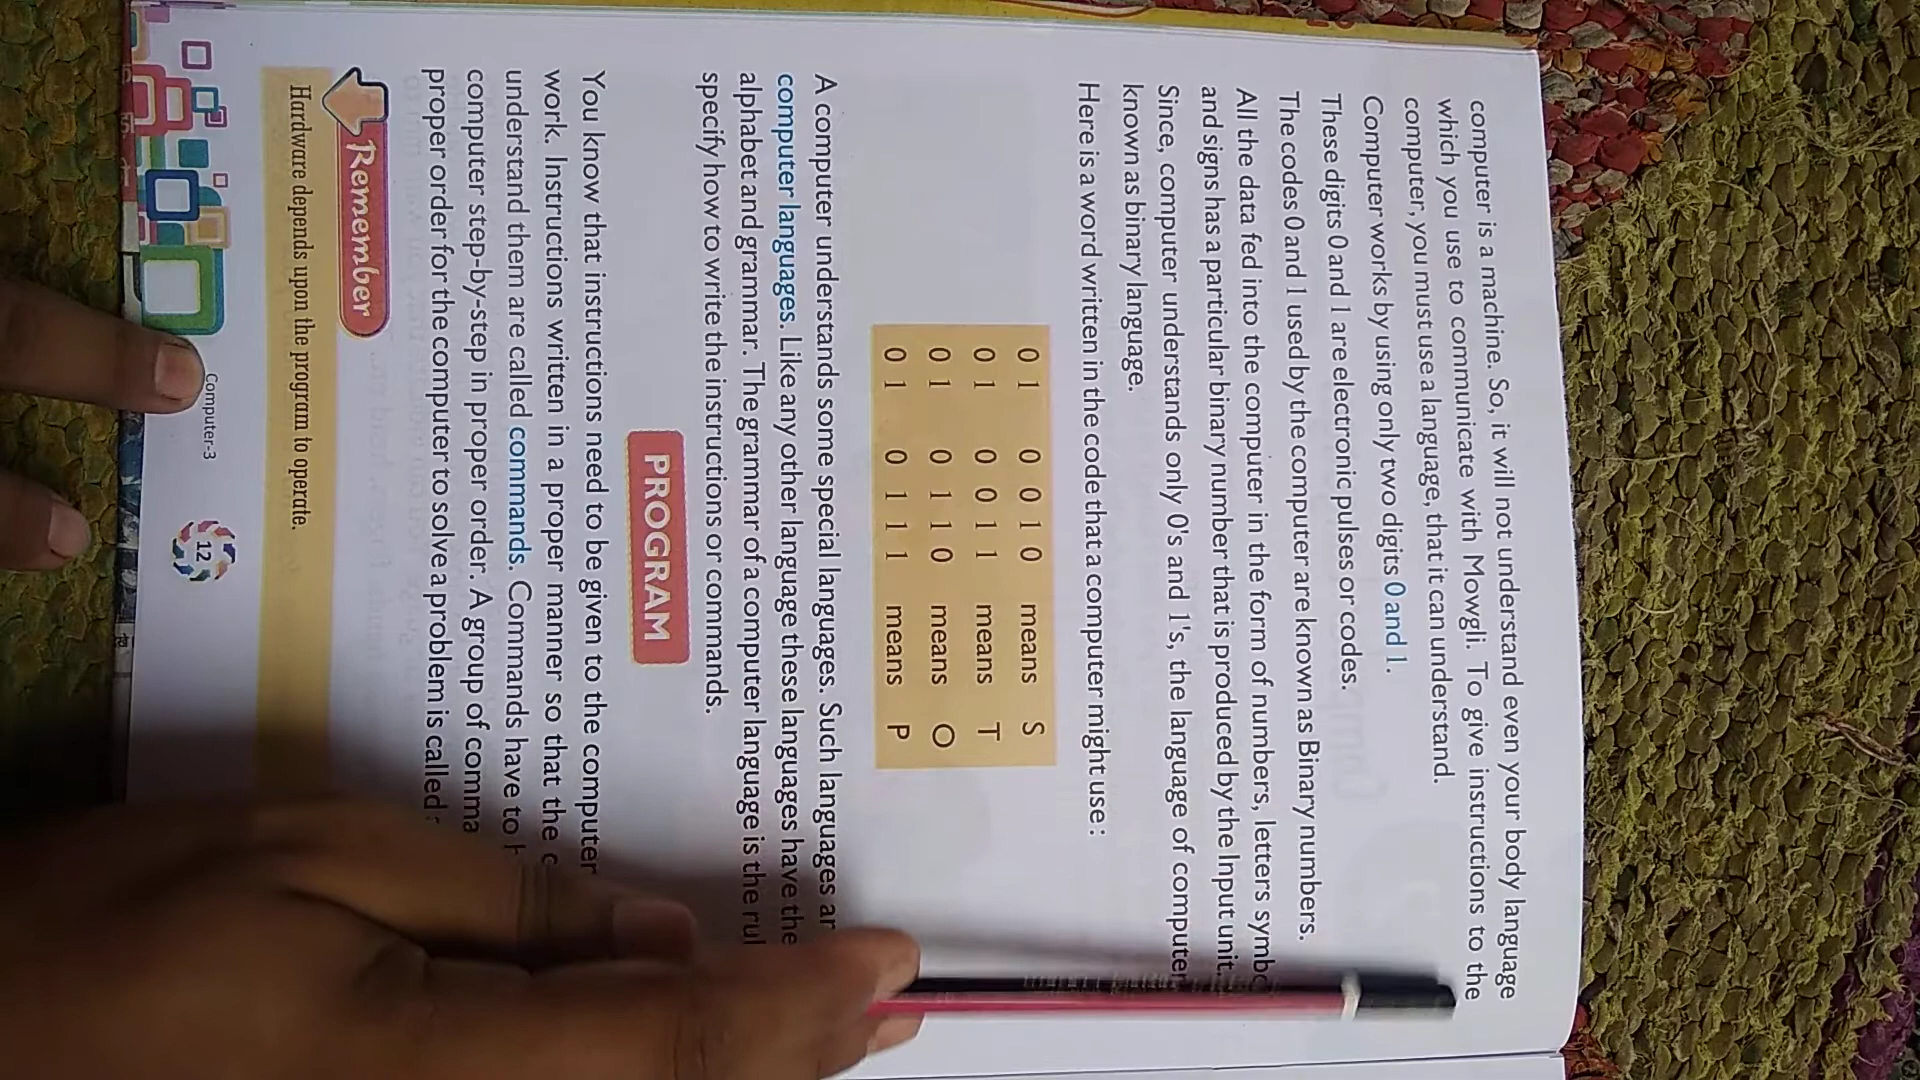 computer is a machine. So, it will not understand even your body language
which you use to communicate with Mowgli. To give instructions to the
computer, you must use a language, that it can understand.
Computer works by using only two digits 0 and 1.
These digits 0 and 1 are electronic pulses or codes.
The codes 0 and 1 used by the computer are known as Binary numbers.
All the data fed into the computer in the form of numbers, letters symbo
and signs has a particular binary number that is produced by the Input unit.
Since, computer understands only 0's and 1's, the language of computer
known as binary language.
Here is a word written in the code that a computer might use :
0 1 0 0 1 0 means S
0 1 0 0 1 1 means T
0 1 0 1 1 0 means O
0 1 0 1 1 1 means P
A computer understands some special languages. Such languages ar
computer languages. Like any other language these languages have the
alphabet and grammar. The grammar of a computer language is the rul
specify how to write the instructions or commands.
PROGRAM
You know that instructions need to be given to the computer
work. Instructions written in a proper manner so that the c
understand them are called commands. Commands have to
computer step-by-step in proper order. A group of comma
proper order for the computer to solve a problem is called
Remember
Hardware depends upon the program to operate.
Computer-3
12